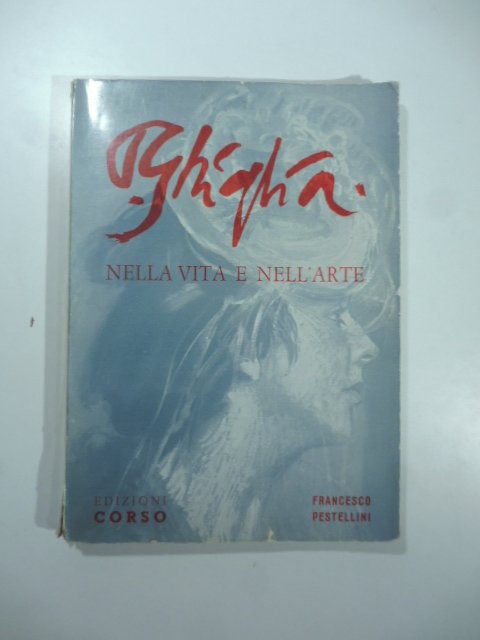 P. Ghiglia.
NELLA VITA E NELL'ARTE
EDIZIONI
CORSO
FRANCESCO
PESTELLINI